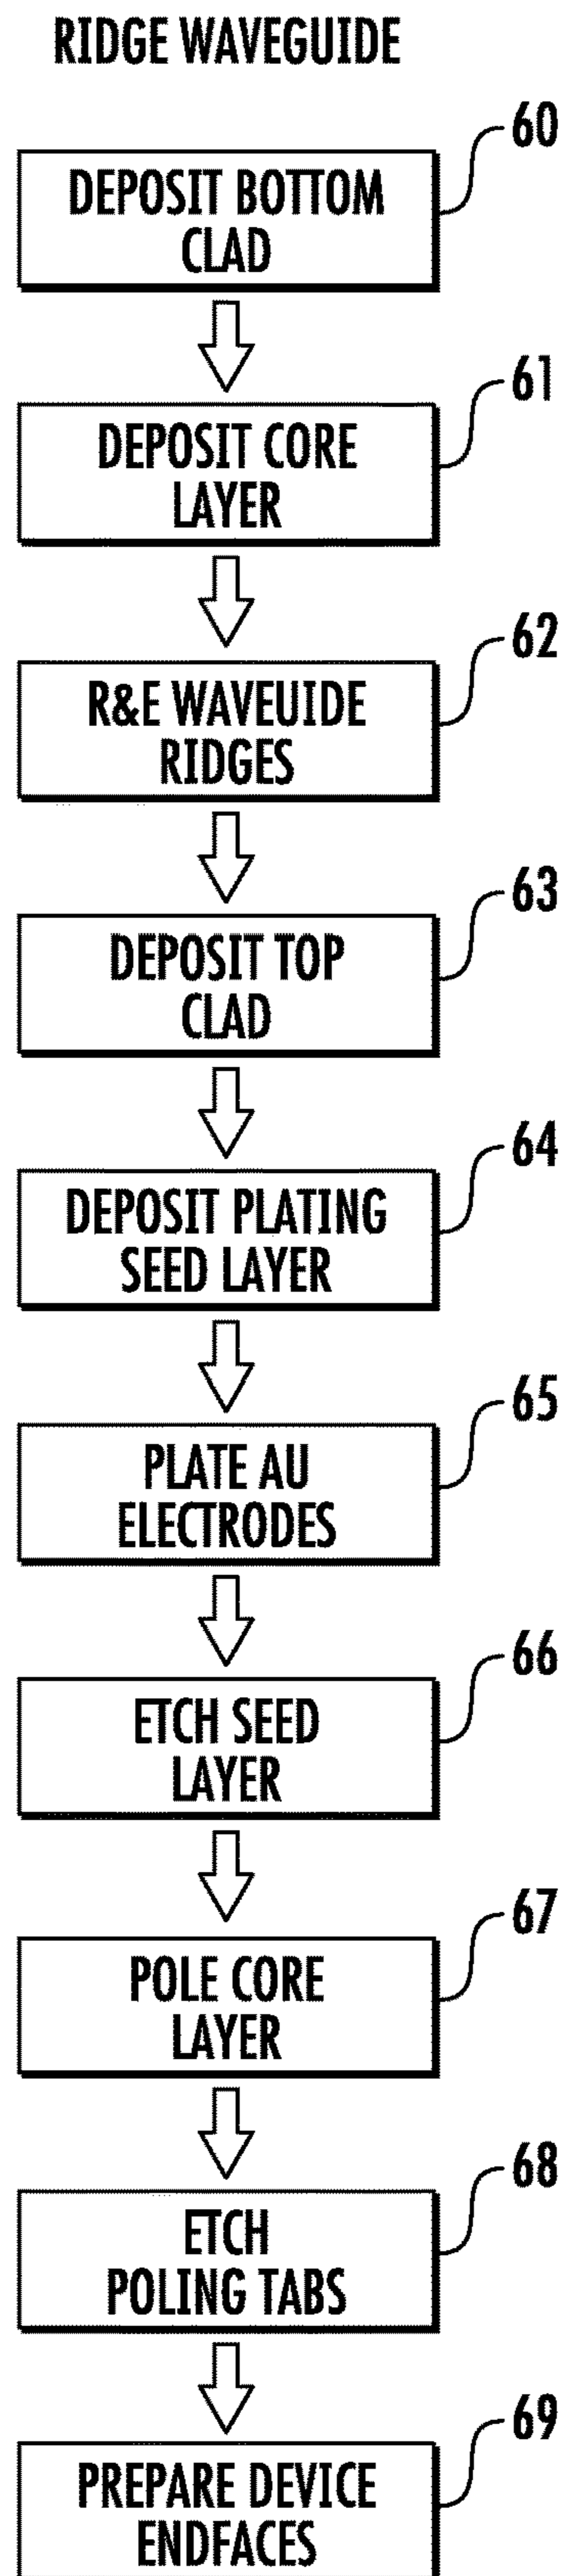 RIDGE WAVEGUIDE
60
DEPOSIT BOTTOM
CLAD
61
DEPOSIT CORE
LAYER
62
R&E WAVEUIDE
RIDGES
63
DEPOSIT TOP
CLAD
64
DEPOSIT PLATING
SEED LAYER
65
PLATE AU
ELECTRODES
66
ETCH SEED
LAYER
67
POLE CORE
LAYER
68
ETCH
POLING TABS
69
PREPARE DEVICE
ENDFACES